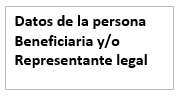 Datos de la persona
Beneficiaria y/o
Representante legal